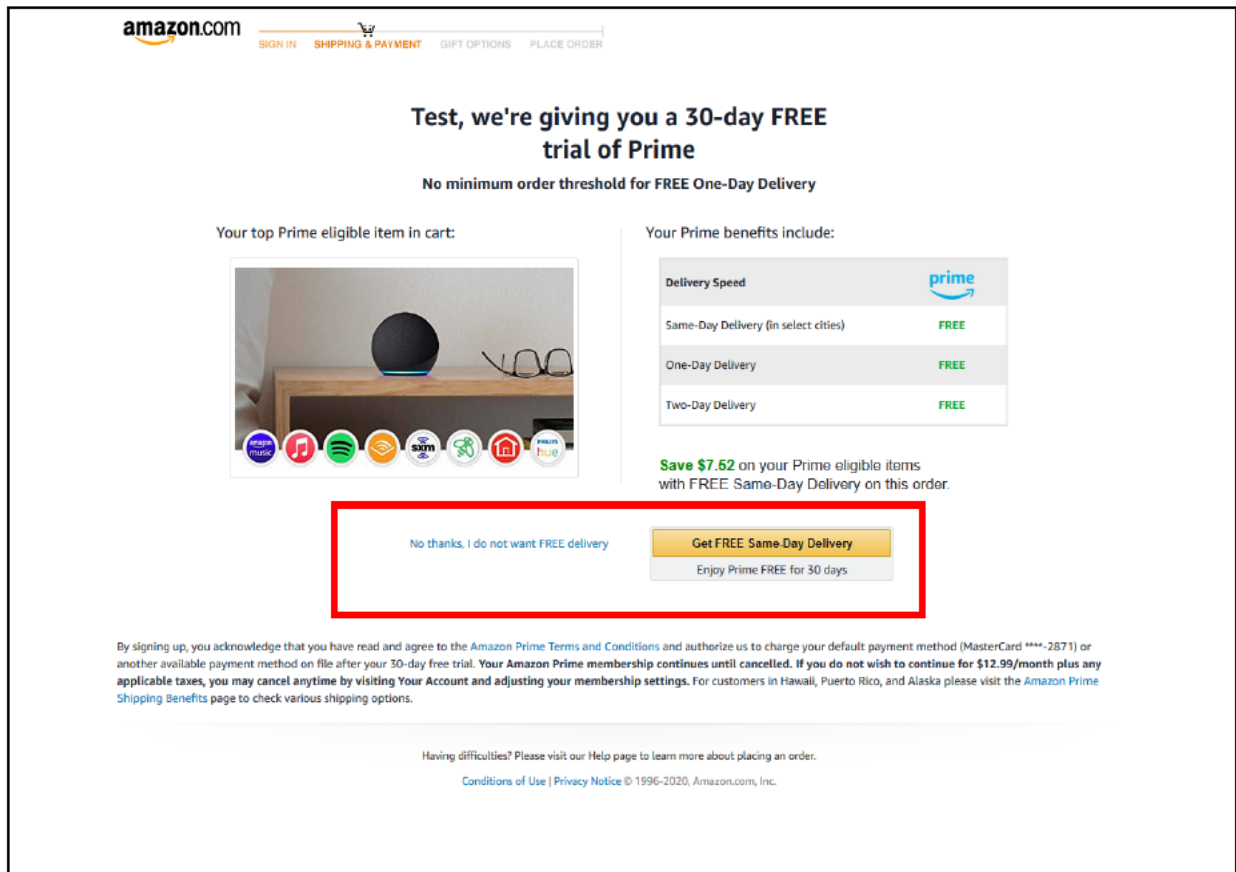 amazon.com
SIGN IN SHIPPING & PAYMENT GIFT OPTIONS PLACE ORDER
Test, we're giving you a 30-day FREE
trial of Prime
No minimum order threshold for FREE One-Day Delivery
Your top Prime eligible item in cart:
amazon music
sxm
PHILIPS hue
Your Prime benefits include:
Delivery Speed prime
Same-Day Delivery (in select cities) FREE
One-Day Delivery FREE
Two-Day Delivery FREE
Save $7.52 on your Prime eligible items
with FREE Same-Day Delivery on this order.
No thanks, I do not want FREE delivery
Get FREE Same-Day Delivery
Enjoy Prime FREE for 30 days
By signing up, you acknowledge that you have read and agree to the Amazon Prime Terms and Conditions and authorize us to charge your default payment method (MasterCard ****-2871) or
another available payment method on file after your 30-day free trial. Your Amazon Prime membership continues until cancelled. If you do not wish to continue for $12.99/month plus any
applicable taxes, you may cancel anytime by visiting Your Account and adjusting your membership settings. For customers in Hawaii, Puerto Rico, and Alaska please visit the Amazon Prime
Shipping Benefits page to check various shipping options.
Having difficulties? Please visit our Help page to learn more about placing an order.
Conditions of Use | Privacy Notice © 1996-2020, Amazon.com, Inc.